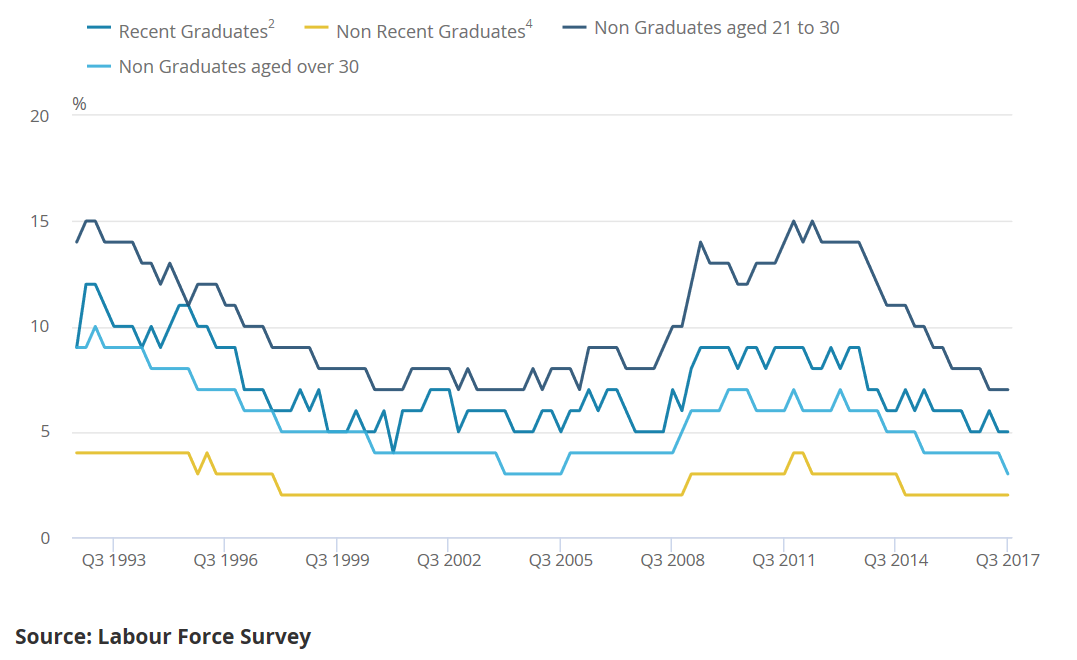 Recent Graduates2 Non Recent Graduates4 Non Graduates aged 21 to 30
Non Graduates aged over 30
%
20
15
10
5
0
Q3 1993 Q3 1996 Q3 1999 Q3 2002 Q3 2005 Q3 2008 Q3 2011 Q3 2014 Q3 2017
Source: Labour Force Survey